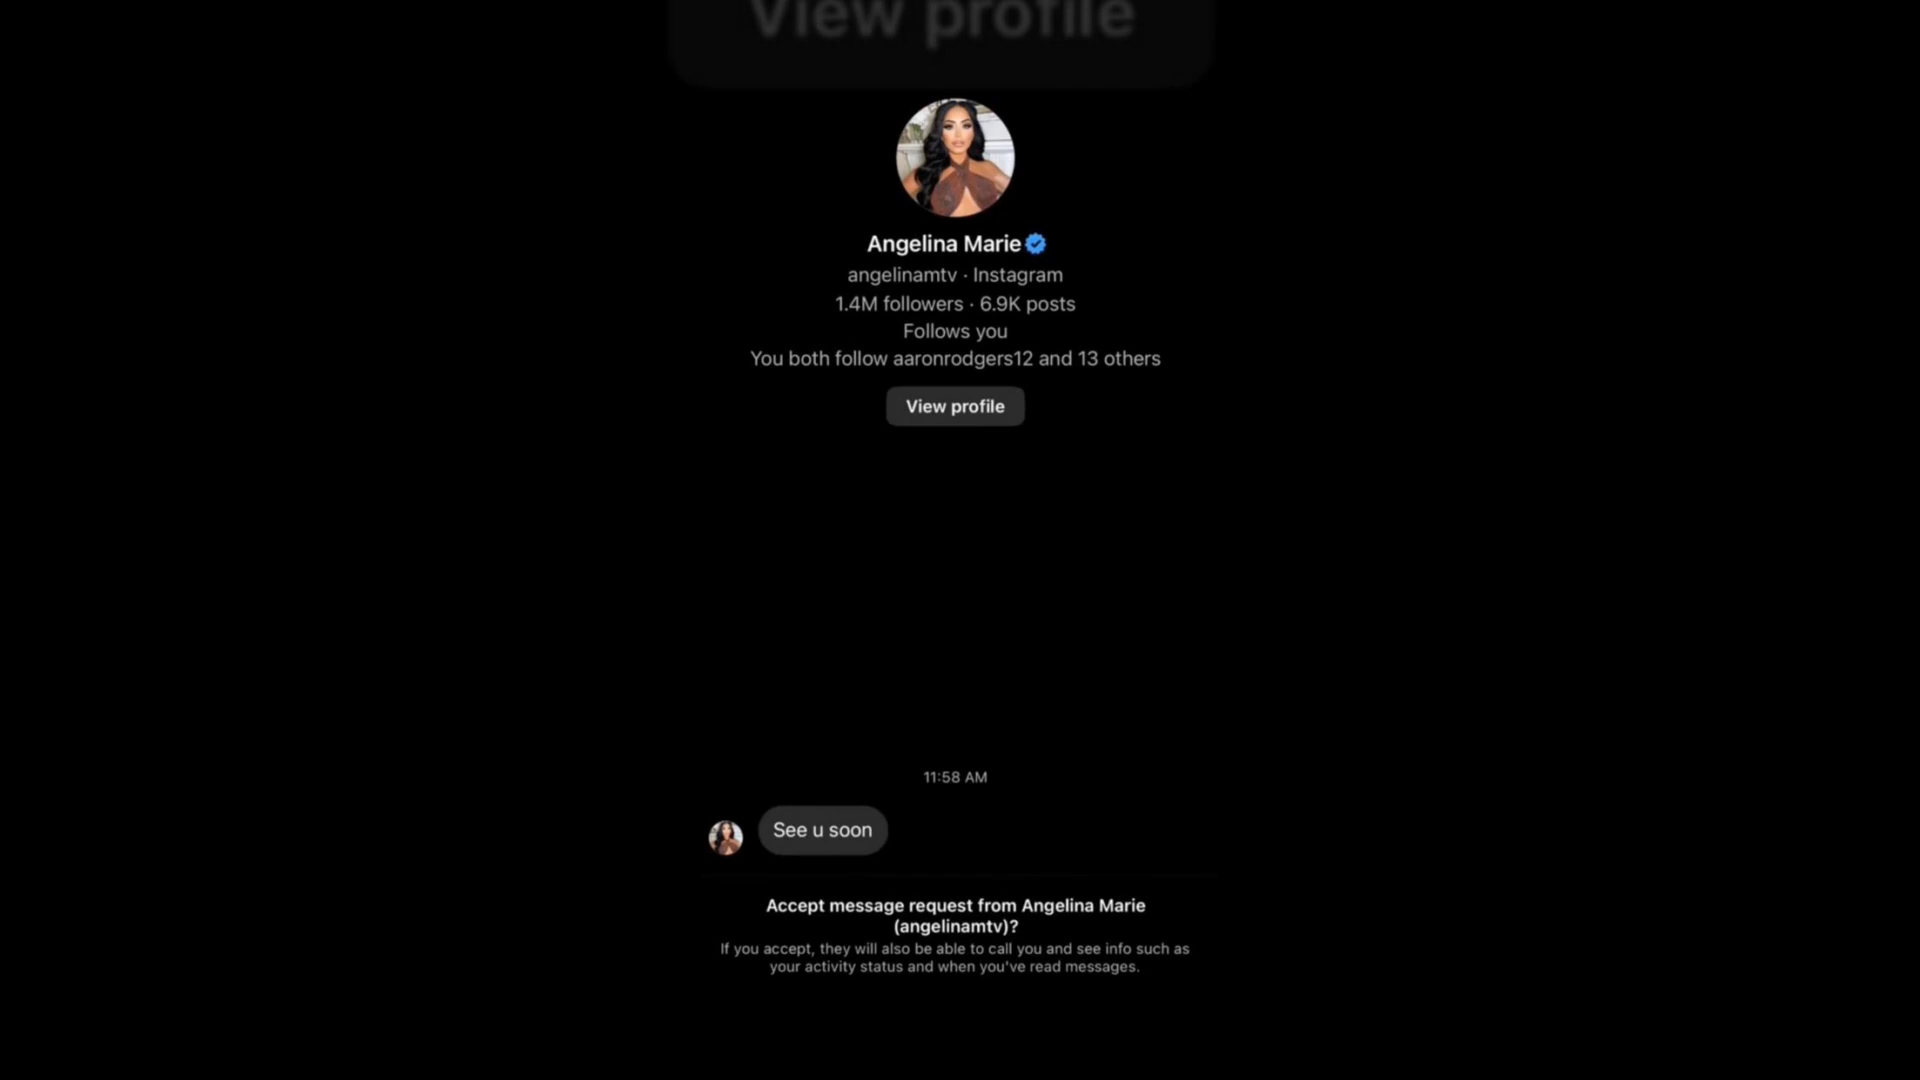 View profile
Angelina Marie
angelinamtv · Instagram
1.4M followers · 6.9K posts
Follows you
You both follow aaronrodgers12 and 13 others
View profile
11:58 AM
See u soon
Accept message request from Angelina Marie
(angelinamtv)?
If you accept, they will also be able to call you and see info such as
your activity status and when you've read messages.